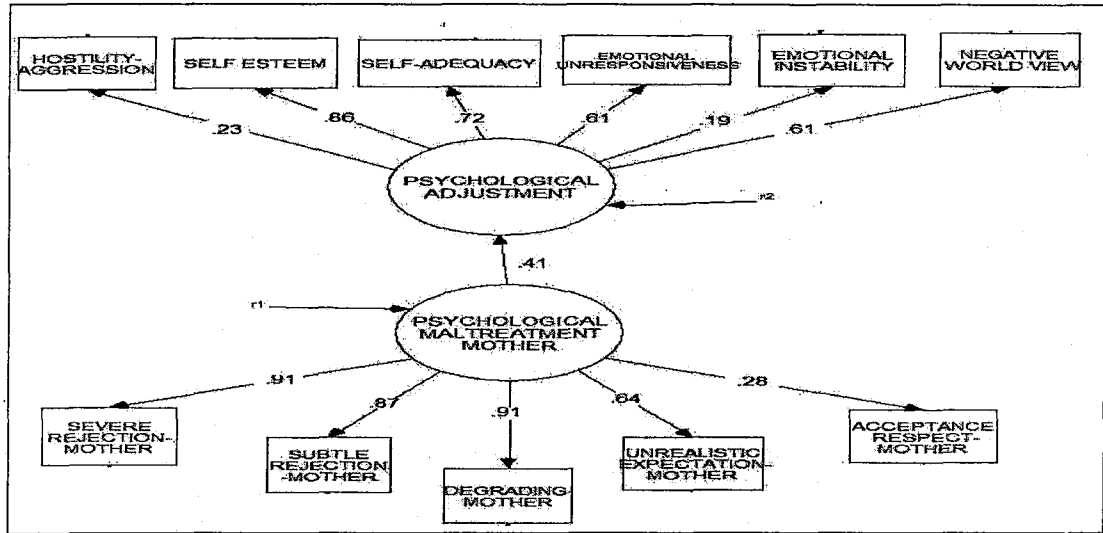 HOSTILITY-
AGGRESSION
SELF ESTEEM
SELF-ADEQUACY
EMOTIONAL
UNRESPONSIVENESS
EMOTIONAL
INSTABILITY
NEGATIVE
WORLD VIEW
.23
.86
.72
.61
.19
.61
PSYCHOLOGICAL
ADJUSTMENT
r2
.41
r1
PSYCHOLOGICAL
MALTREATMENT
MOTHER
.91
.87
.91
.64
.28
SEVERE
REJECTION-
MOTHER
SUBTLE
REJECTION
-MOTHER
DEGRADING-
MOTHER
UNREALISTIC
EXPECTATION-
MOTHER
ACCEPTANCE
RESPECT-
MOTHER